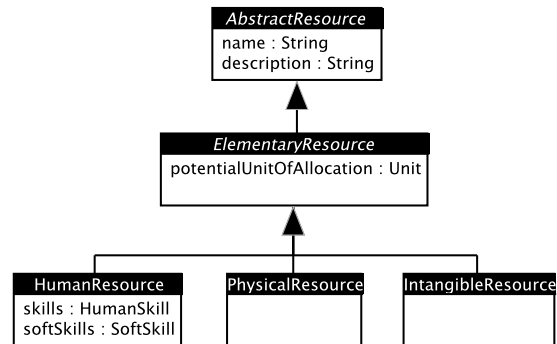 AbstractResource
name : String
description : String
ElementaryResource
potentialUnitOfAllocation : Unit
HumanResource
skills : HumanSkill
softSkills : SoftSkill
PhysicalResource
IntangibleResource